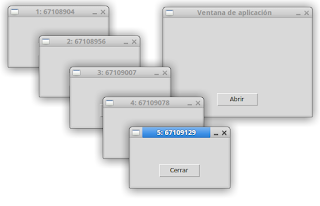 1: 67108904
Ventana de aplicación
2: 67108956
3: 67109007
Abrir
4: 67109078
5: 67109129
Cerrar